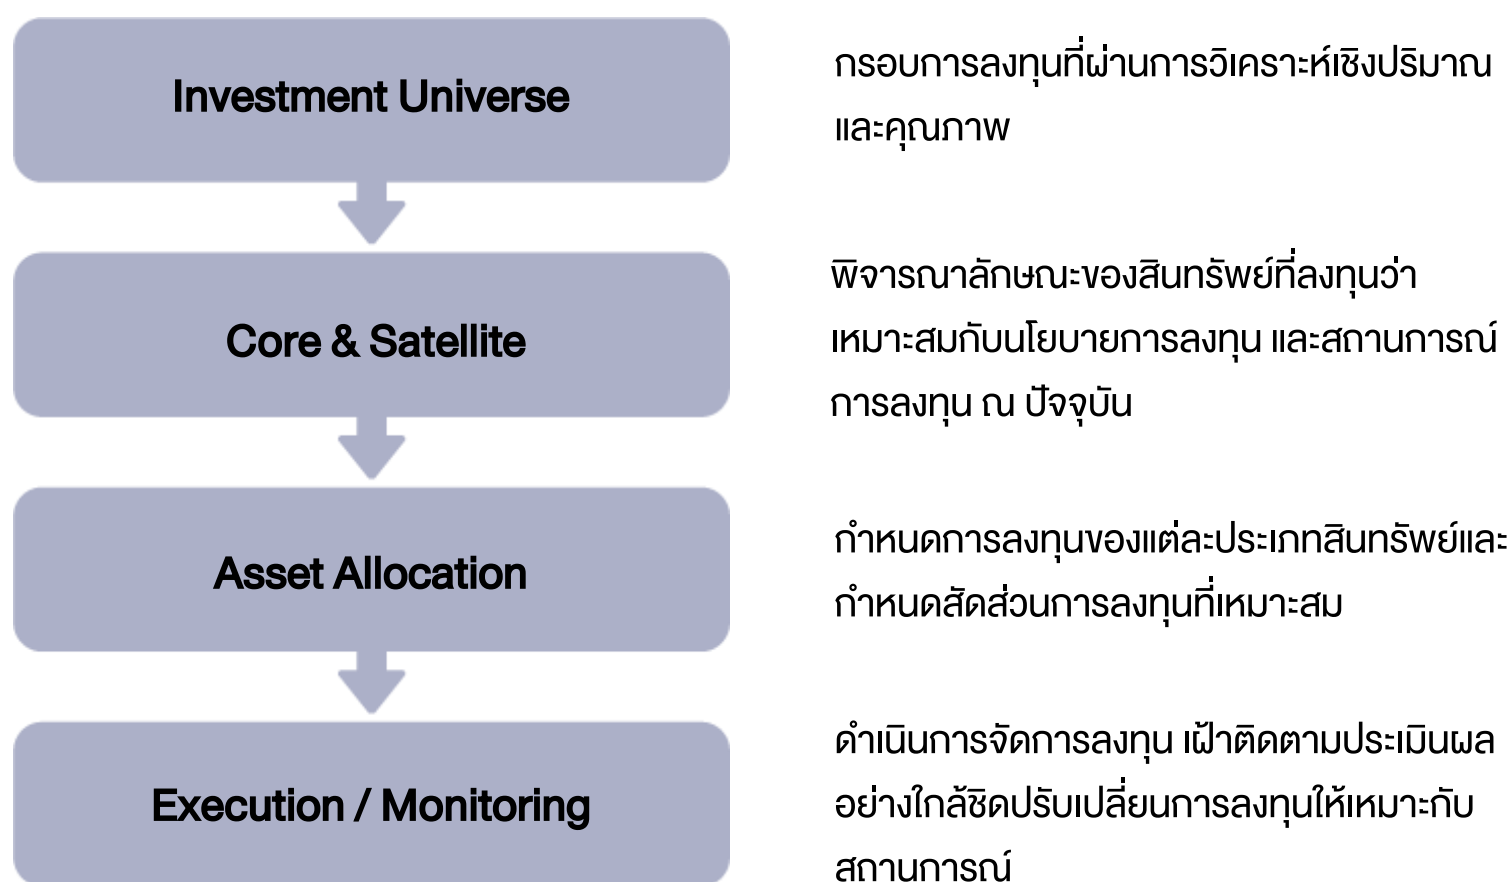 Investment Universe
กรอบการลงทุนที่ผ่านการวิเคราะห์เชิงปริมาณ
และคุณภาพ
Core & Satellite
พิจารณาลักษณะของสินทรัพย์ที่ลงทุนว่า
เหมาะสมกับนโยบายการลงทุน และสถานการณ์
การลงทุน ณ ปัจจุบัน
Asset Allocation
กำหนดการลงทุนของแต่ละประเภทสินทรัพย์และ
กำหนดสัดส่วนการลงทุนที่เหมาะสม
Execution / Monitoring
ดำเนินการจัดการลงทุน เฝ้าติดตามประเมินผล
อย่างใกล้ชิดปรับเปลี่ยนการลงทุนให้เหมาะกับ
สถานการณ์